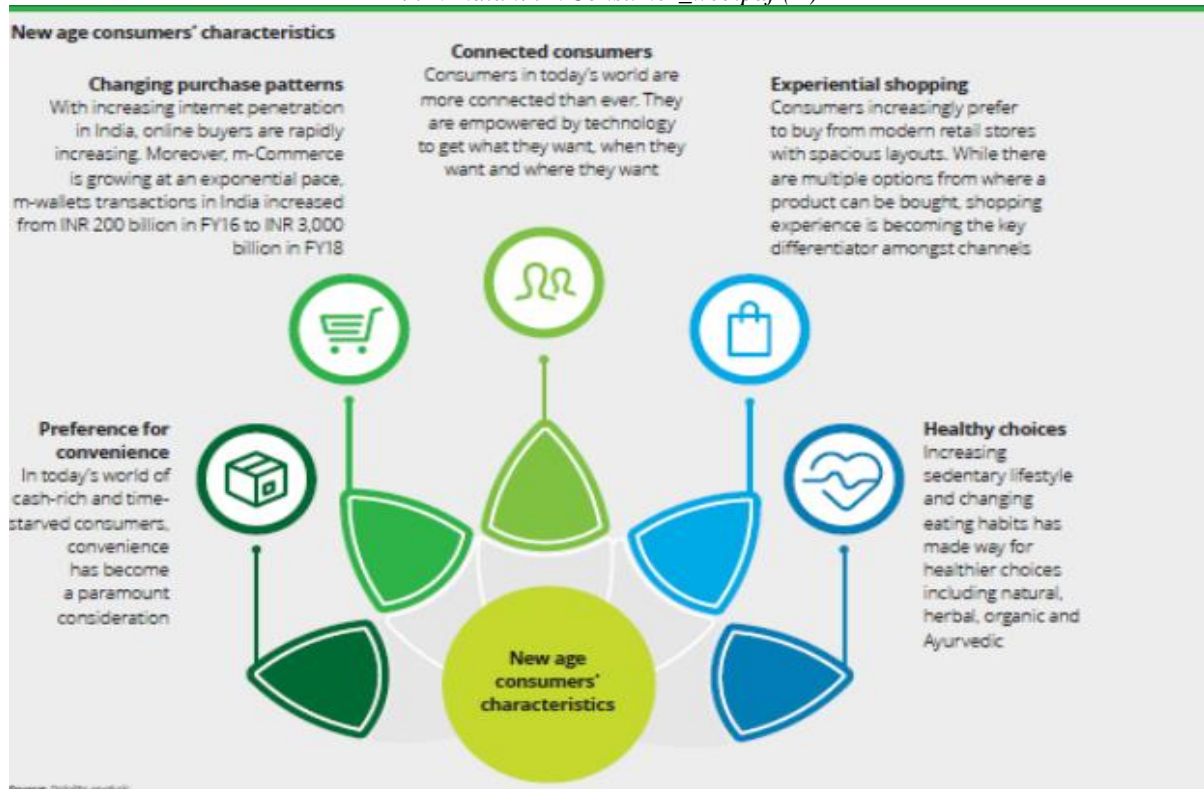 New age consumers' characteristics
Changing purchase patterns
With increasing internet penetration
in India, online buyers are rapidly
increasing. Moreover, m-Commerce
is growing at an exponential pace,
m-wallets transactions in India increased
from INR 200 billion in FY16 to INR 3,000
billion in FY18
Connected consumers
Consumers in today's world are
more connected than ever. They
are empowered by technology
to get what they want, when they
want and where they want
Experiential shopping
Consumers increasingly prefer
to buy from modern retail stores
with spacious layouts. While there
are multiple options from where a
product can be bought, shopping
experience is becoming the key
differentiator amongst channels
Preference for
convenience
In today's world of
cash-rich and time-
starved consumers,
convenience
has become
a paramount
consideration
Healthy choices
Increasing
sedentary lifestyle
and changing
eating habits has
made way for
healthier choices
including natural,
herbal, organic and
Ayurvedic
New age
consumers'
characteristics